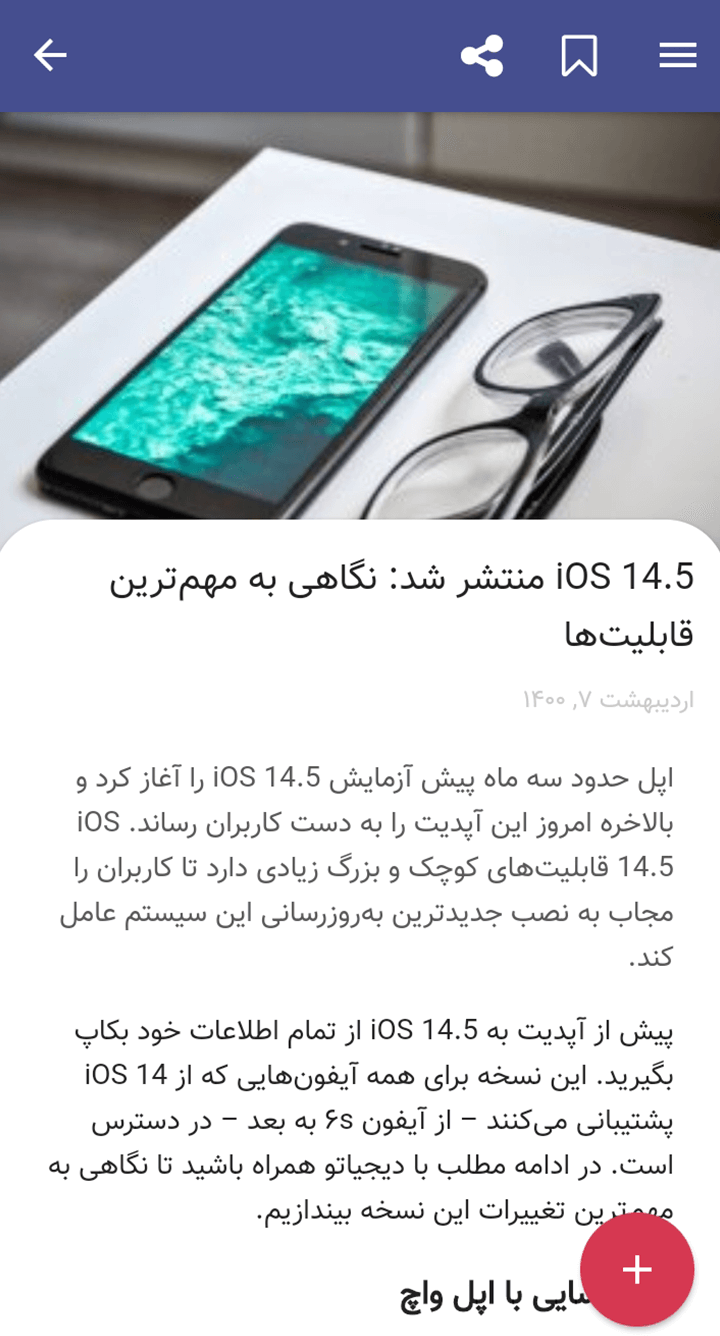 iOS 14.5 منتشر شد: نگاهی به مهم‌ترین
قابلیت‌ها
اردیبهشت ۷, ۱۴۰۰
اپل حدود سه ماه پیش آزمایش iOS 14.5 را آغاز کرد و
بالاخره امروز این آپدیت را به دست کاربران رساند. iOS
14.5 قابلیت‌های کوچک و بزرگ زیادی دارد تا کاربران را
مجاب به نصب جدیدترین به‌روزرسانی این سیستم عامل
کند.
پیش از آپدیت به iOS 14.5 از تمام اطلاعات خود بکاپ
بگیرید. این نسخه برای همه آیفون‌هایی که از iOS 14
پشتیبانی می‌کنند – از آیفون ۶s به بعد – در دسترس
است. در ادامه مطلب با دیجیاتو همراه باشید تا نگاهی به
مهم‌ترین تغییرات این نسخه بیندازیم.
با اپل واچ